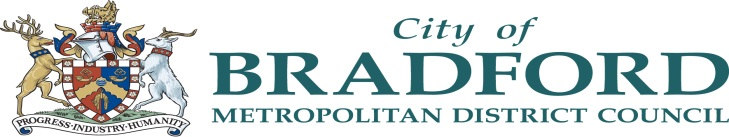 City of
BRADFORD
METROPOLITAN DISTRICT COUNCIL
PROGRESS·INDUSTRY·HUMANITY